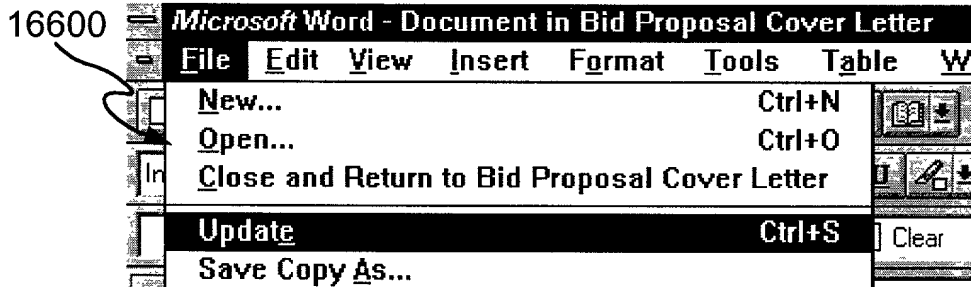 16600
Microsoft Word - Document in Bid Proposal Cover Letter
File Edit View Insert Format Tools Table W
New... Ctrl+N
Open... Ctrl+O
In
Close and Return to Bid Proposal Cover Letter
Update Ctrl+S
Clear
Save Copy As...